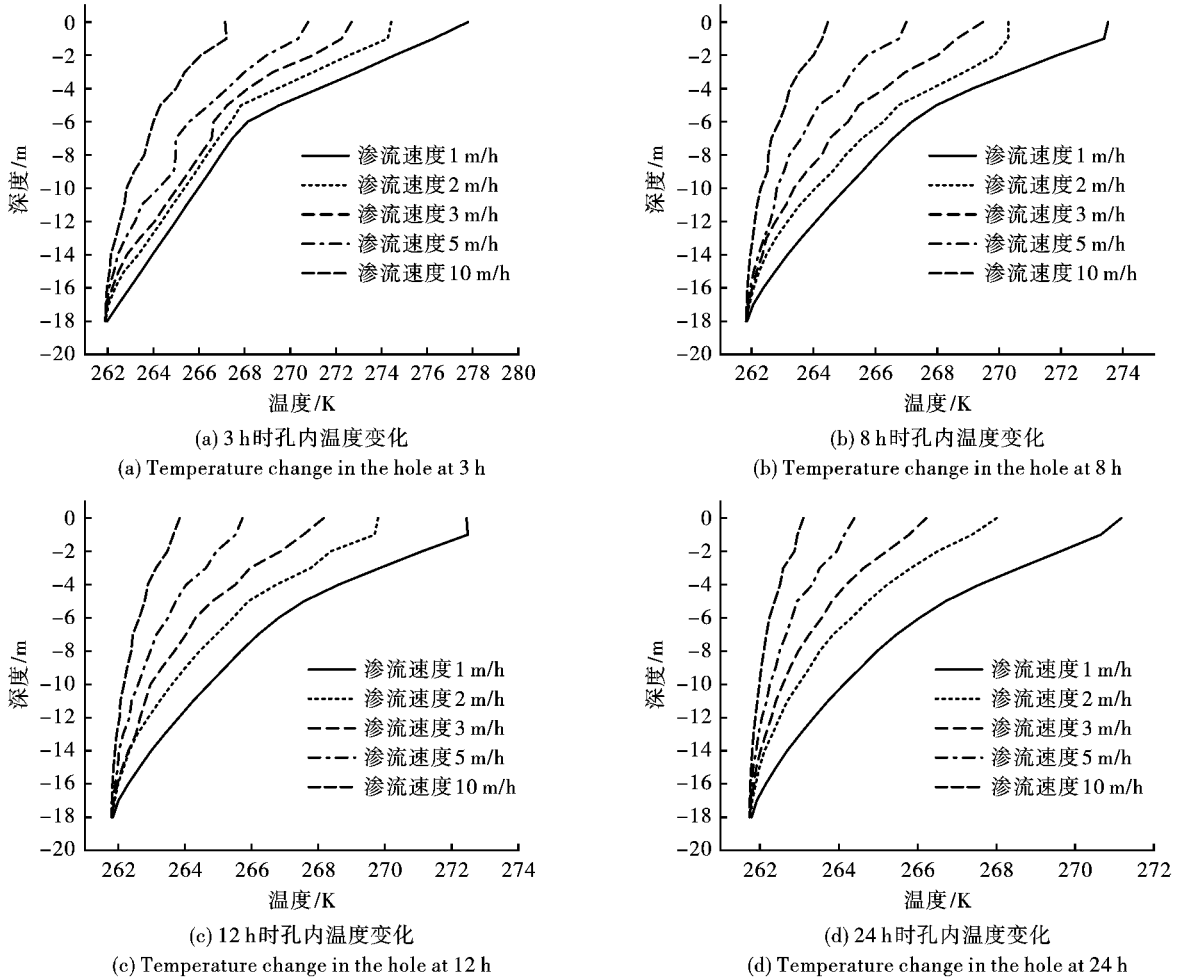 0
-2
-4
-6
-8
-10
-12
-14
-16
-18
-20
深度/m
渗流速度1 m/h
渗流速度2 m/h
渗流速度3 m/h
渗流速度5 m/h
渗流速度10 m/h
262 264 266 268 270 272 274 276 278 280
温度/K
(a) 3 h时孔内温度变化
(a) Temperature change in the hole at 3 h
0
-2
-4
-6
-8
-10
-12
-14
-16
-18
-20
深度/m
渗流速度1 m/h
渗流速度2 m/h
渗流速度3 m/h
渗流速度5 m/h
渗流速度10 m/h
262 264 266 268 270 272 274
温度/K
(b) 8 h时孔内温度变化
(b) Temperature change in the hole at 8 h
0
-2
-4
-6
-8
-10
-12
-14
-16
-18
-20
深度/m
渗流速度1 m/h
渗流速度2 m/h
渗流速度3 m/h
渗流速度5 m/h
渗流速度10 m/h
262 264 266 268 270 272 274
温度/K
(c) 12 h时孔内温度变化
(c) Temperature change in the hole at 12 h
0
-2
-4
-6
-8
-10
-12
-14
-16
-18
-20
深度/m
渗流速度1 m/h
渗流速度2 m/h
渗流速度3 m/h
渗流速度5 m/h
渗流速度10 m/h
262 264 266 268 270 272
温度/K
(d) 24 h时孔内温度变化
(d) Temperature change in the hole at 24 h